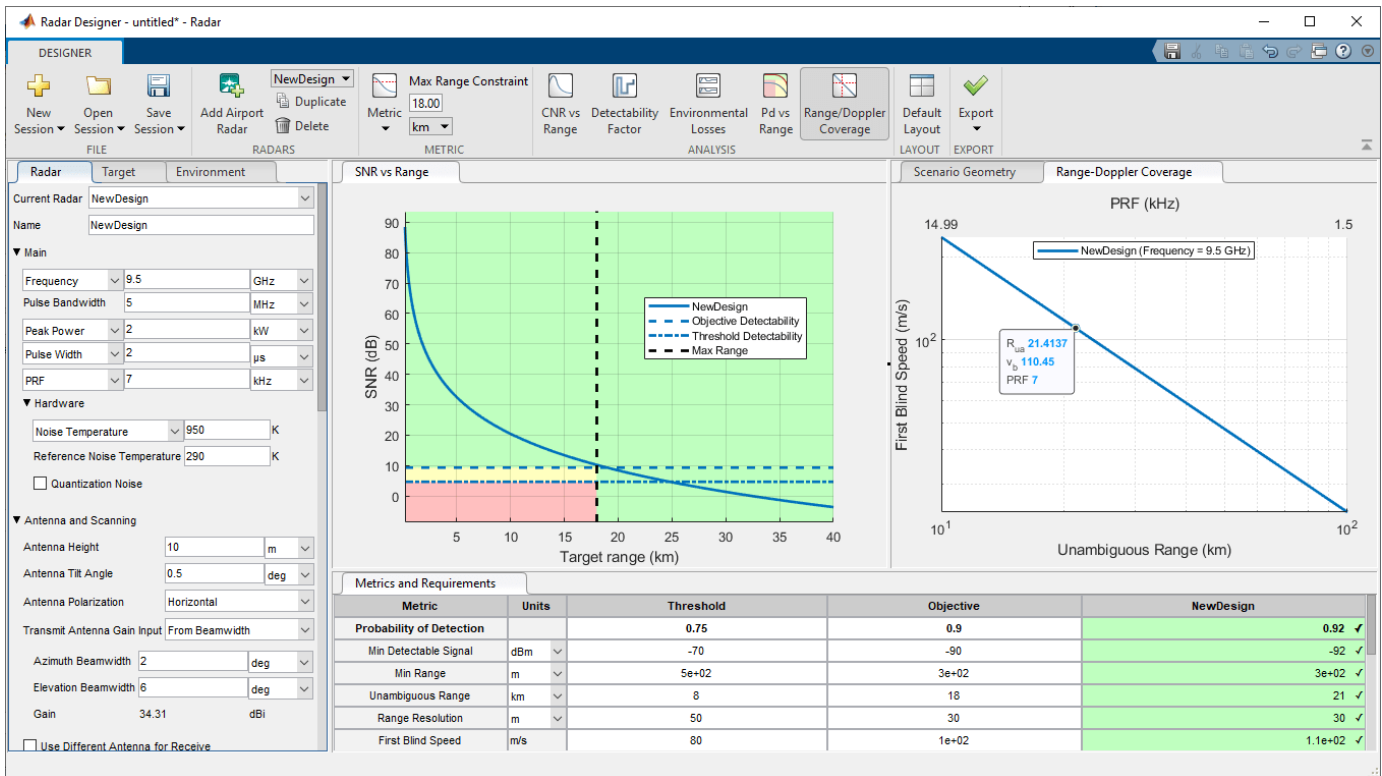 Radar Designer - untitled* - Radar
DESIGNER
New Session
Open Session
Save Session
FILE
Add Airport Radar
NewDesign
Duplicate
Delete
RADARS
Metric
Max Range Constraint
18.00
km
METRIC
CNR vs Range
Detectability Factor
Environmental Losses
Pd vs Range
Range/Doppler Coverage
ANALYSIS
Default Layout
LAYOUT
Export
EXPORT
Radar Target Environment
Current Radar NewDesign
Name NewDesign
Main
Frequency 9.5 GHz
Pulse Bandwidth 5 MHz
Peak Power 2 kW
Pulse Width 2 µs
PRF 7 kHz
Hardware
Noise Temperature 950 K
Reference Noise Temperature 290 K
Quantization Noise
Antenna and Scanning
Antenna Height 10 m
Antenna Tilt Angle 0.5 deg
Antenna Polarization Horizontal
Transmit Antenna Gain Input From Beamwidth
Azimuth Beamwidth 2 deg
Elevation Beamwidth 6 deg
Gain 34.31 dBi
Use Different Antenna for Receive
SNR vs Range
SNR (dB)
90
80
70
60
50
40
30
20
10
0
5 10 15 20 25 30 35 40
Target range (km)
NewDesign
Objective Detectability
Threshold Detectability
Max Range
Scenario Geometry Range-Doppler Coverage
PRF (kHz)
14.99 1.5
NewDesign (Frequency = 9.5 GHz)
First Blind Speed (m/s)
10²
R_ua 21.4137
v_b 110.45
PRF 7
10¹ 10²
Unambiguous Range (km)
Metrics and Requirements
Metric Units Threshold Objective NewDesign
Probability of Detection 0.75 0.9 0.92 ✓
Min Detectable Signal dBm -70 -90 -92 ✓
Min Range m 5e+02 3e+02 3e+02 ✓
Unambiguous Range km 8 18 21 ✓
Range Resolution m 50 30 30 ✓
First Blind Speed m/s 80 1e+02 1.1e+02 ✓